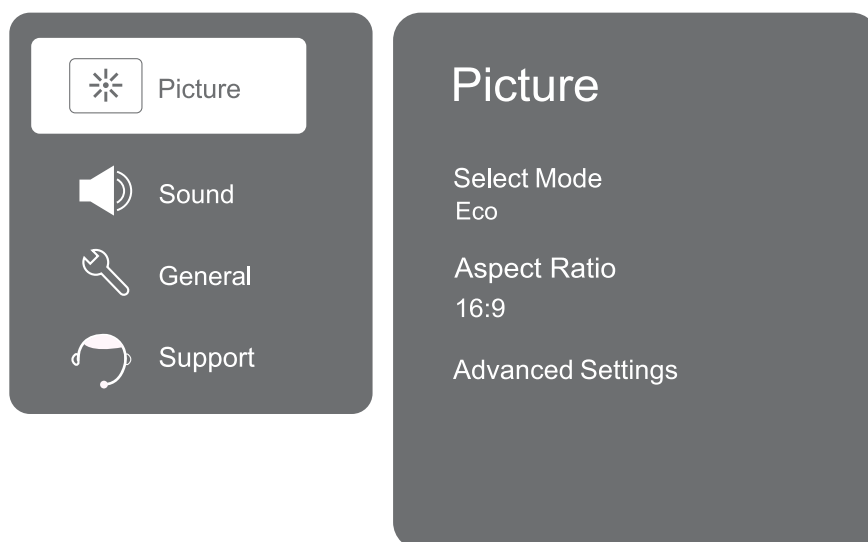 Picture
Sound
General
Support
Picture
Select Mode
Eco
Aspect Ratio
16:9
Advanced Settings